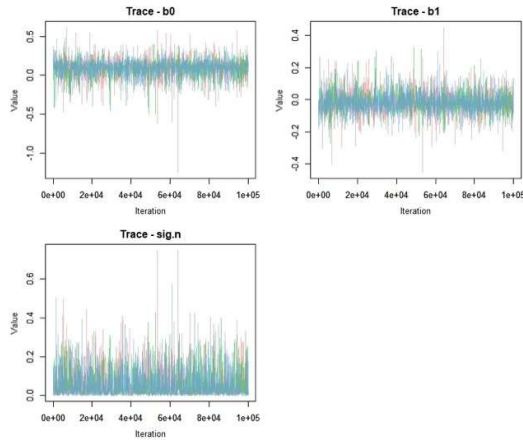 Trace - b0
Value
0.5
0.0
-0.5
-1.0
0e+00 2e+04 4e+04 6e+04 8e+04 1e+05
Iteration
Trace - b1
Value
0.4
0.2
0.0
-0.2
-0.4
0e+00 2e+04 4e+04 6e+04 8e+04 1e+05
Iteration
Trace - sig.n
Value
0.6
0.4
0.2
0.0
0e+00 2e+04 4e+04 6e+04 8e+04 1e+05
Iteration